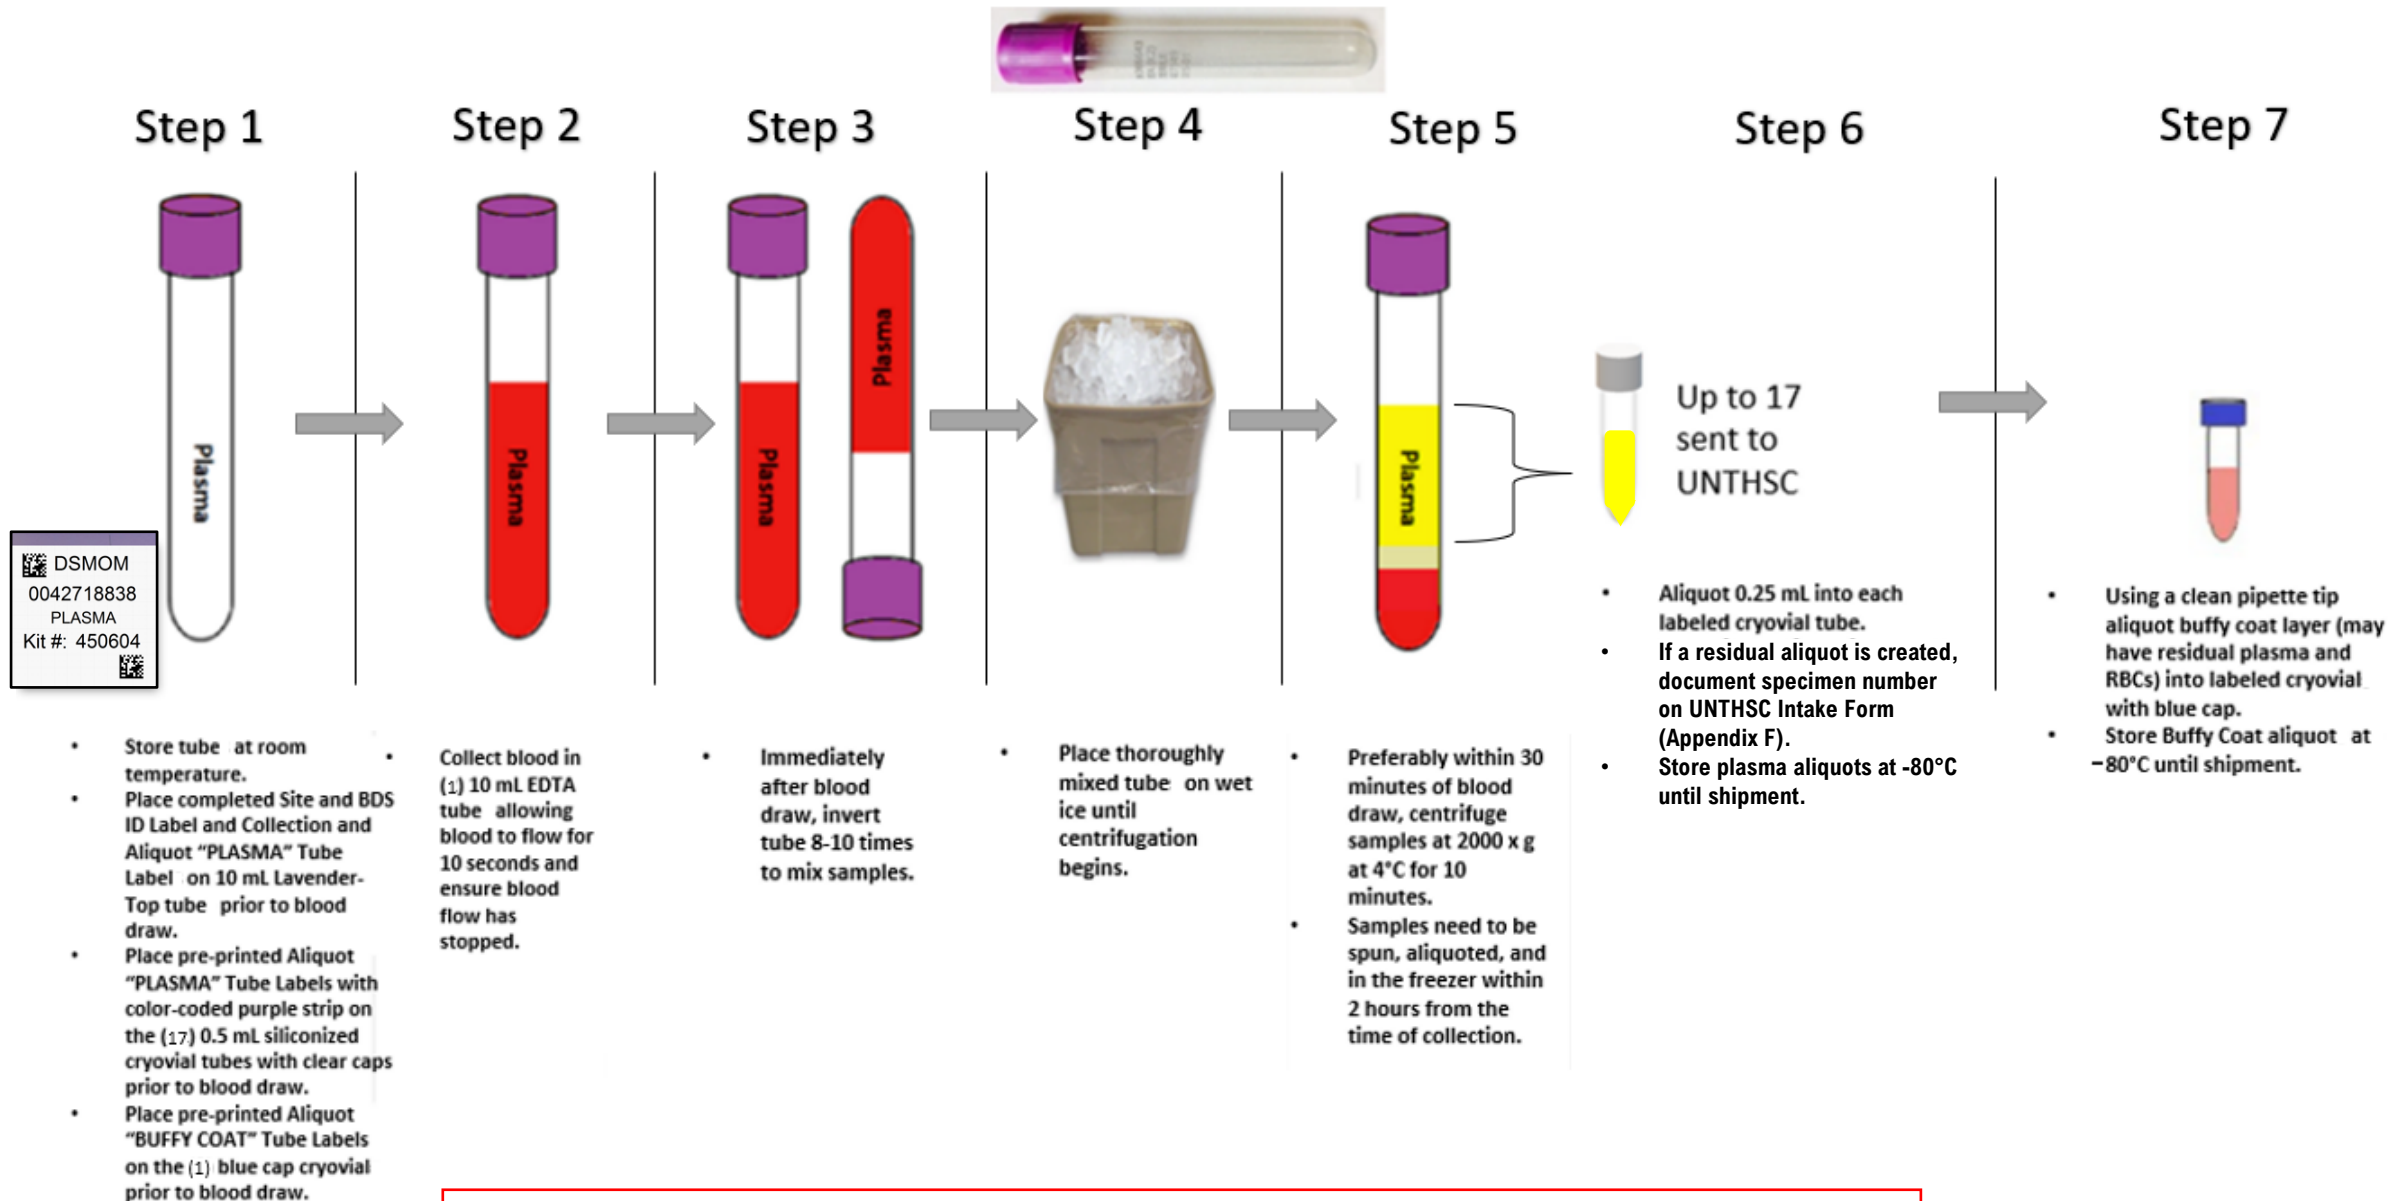 Step 1
Step 2
Step 3
Step 4
Step 5
Step 6
Step 7
Plasma
Plasma
Plasma
Plasma
Plasma
DSMOM
0042718838
PLASMA
Kit #: 450604
Up to 17
sent to
UNTHSC
• Store tube at room
temperature.
• Place completed Site and BDS
ID Label and Collection and
Aliquot “PLASMA” Tube
Label on 10 mL Lavender-
Top tube prior to blood
draw.
• Place pre-printed Aliquot
“PLASMA” Tube Labels with
color-coded purple strip on
the (17) 0.5 mL siliconized
cryovial tubes with clear caps
prior to blood draw.
• Place pre-printed Aliquot
“BUFFY COAT” Tube Labels
on the (1) blue cap cryovial
prior to blood draw.
• Collect blood in
(1) 10 mL EDTA
tube allowing
blood to flow for
10 seconds and
ensure blood
flow has
stopped.
• Immediately
after blood
draw, invert
tube 8-10 times
to mix samples.
• Place thoroughly
mixed tube on wet
ice until
centrifugation
begins.
• Preferably within 30
minutes of blood
draw, centrifuge
samples at 2000 x g
at 4°C for 10
minutes.
• Samples need to be
spun, aliquoted, and
in the freezer within
2 hours from the
time of collection.
• Aliquot 0.25 mL into each
labeled cryovial tube.
• If a residual aliquot is created,
document specimen number
on UNTHSC Intake Form
(Appendix F).
• Store plasma aliquots at -80°C
until shipment.
• Using a clean pipette tip
aliquot buffy coat layer (may
have residual plasma and
RBCs) into labeled cryovial
with blue cap.
• Store Buffy Coat aliquot at
−80°C until shipment.